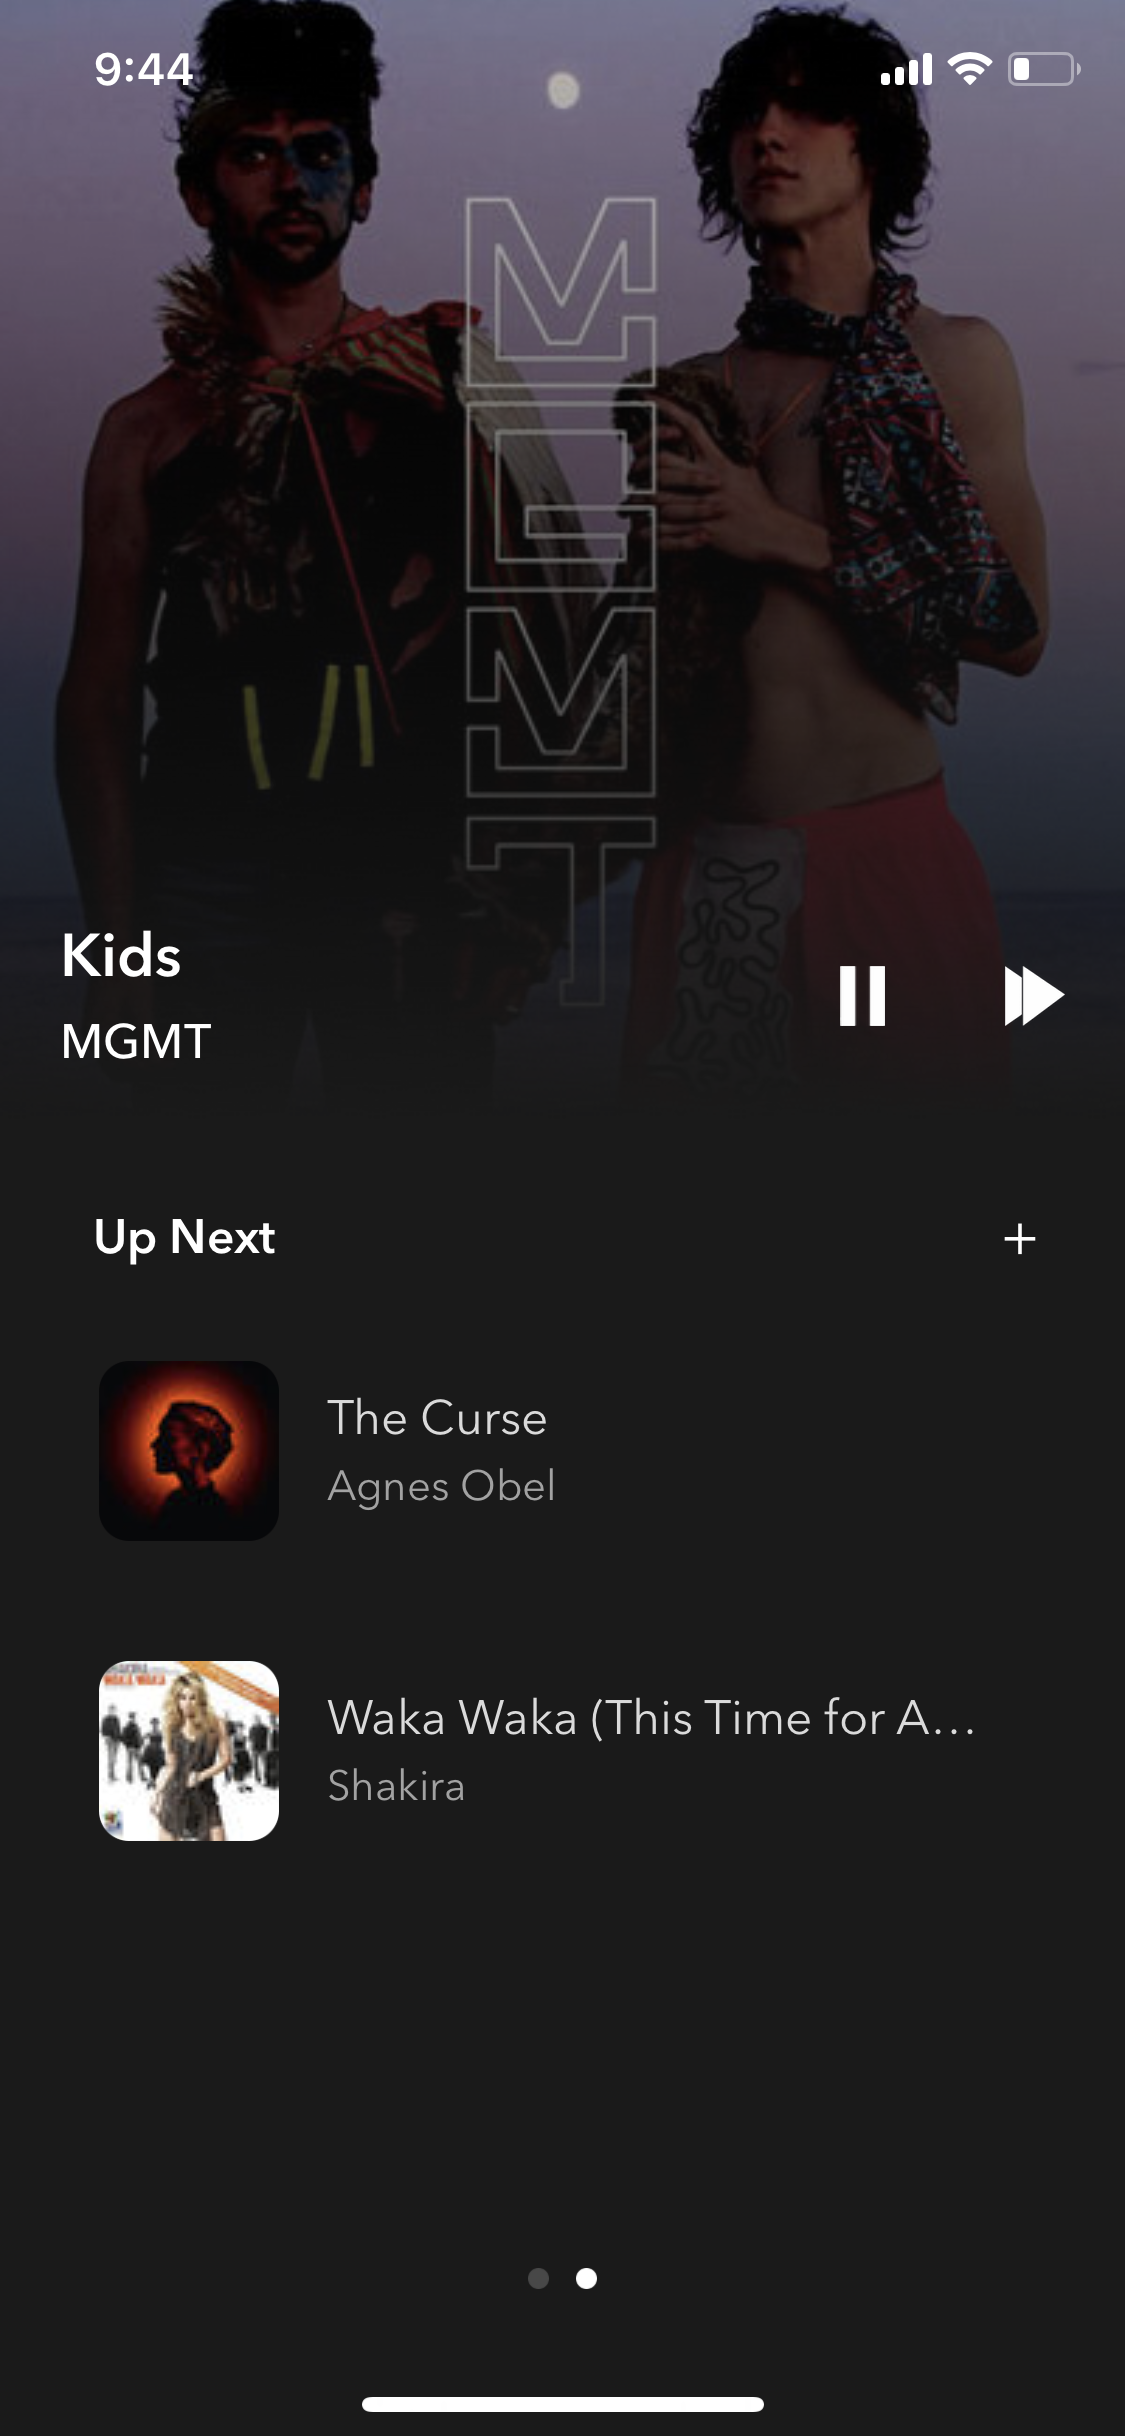 9:44
MGMT
Kids
MGMT
Up Next
The Curse
Agnes Obel
Waka Waka (This Time for A...
Shakira